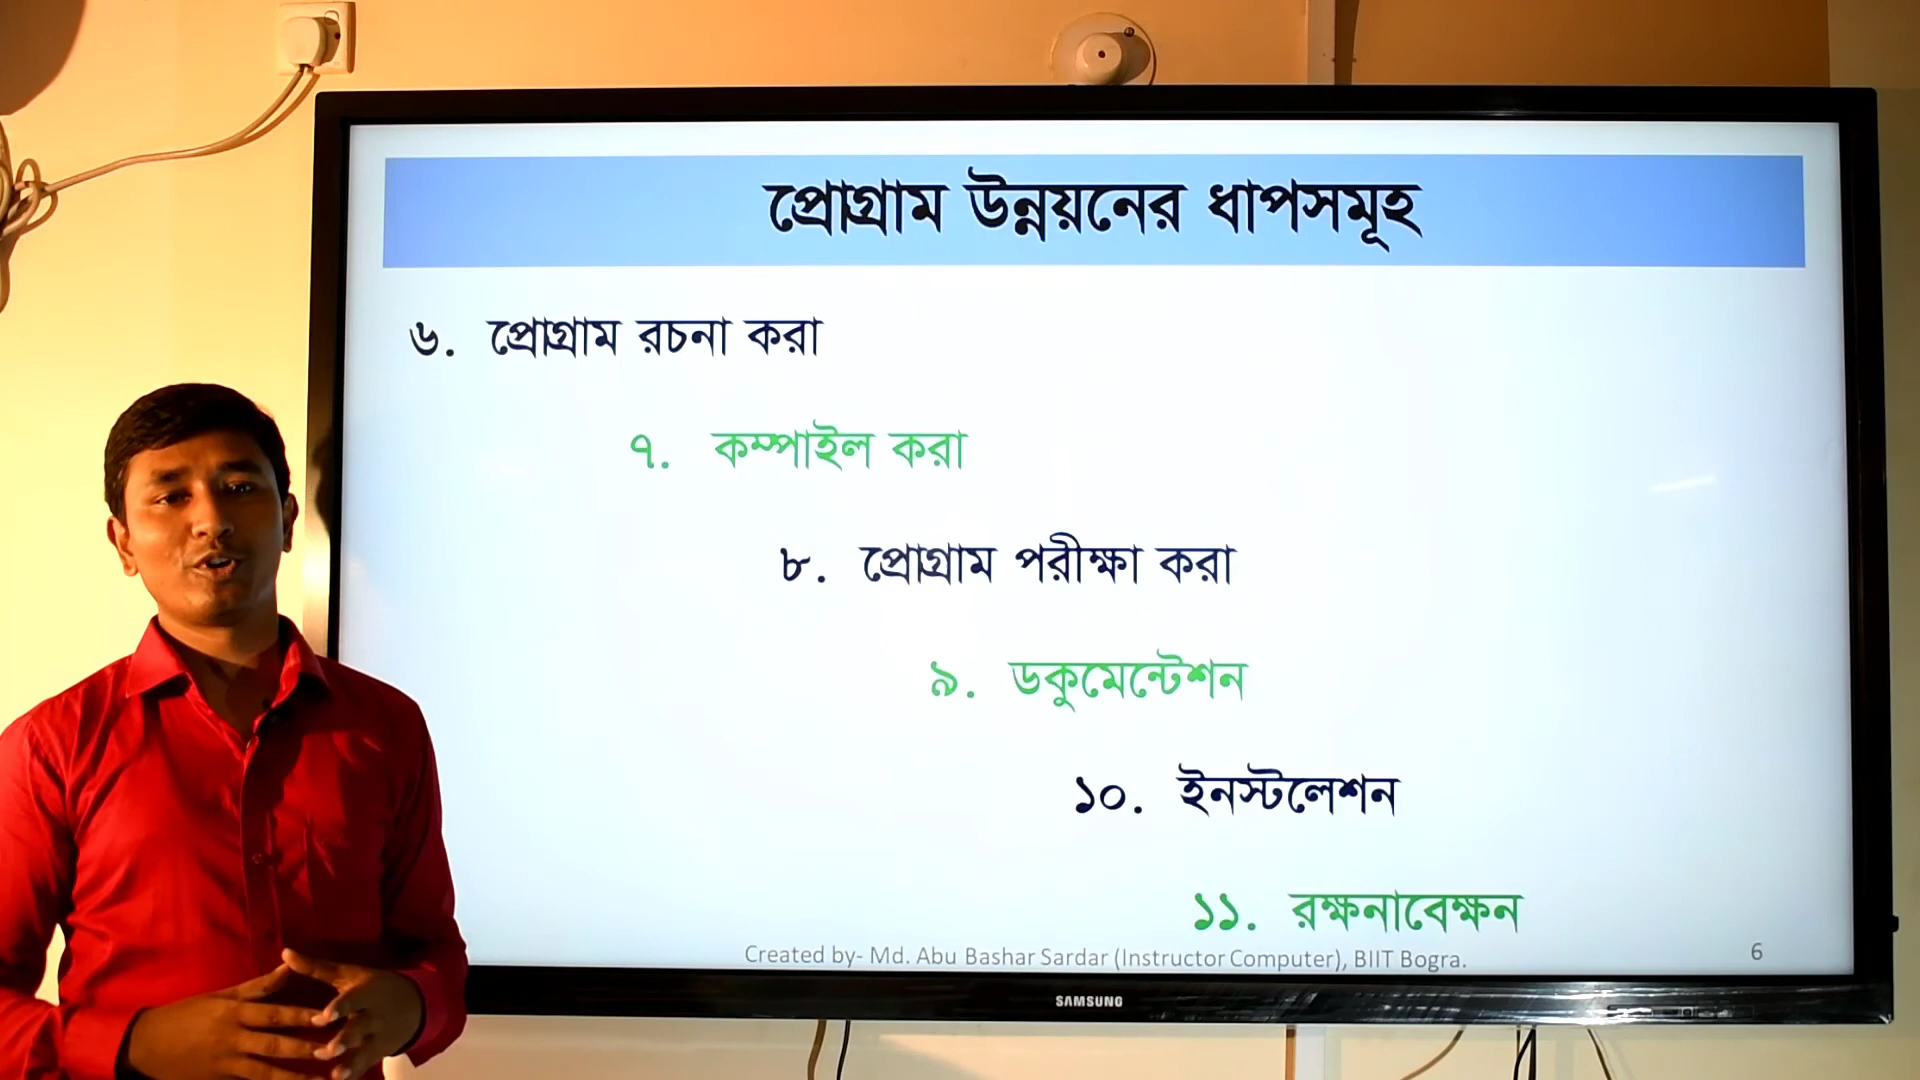 প্রোগ্রাম উন্নয়নের ধাপসমূহ
৬. প্রোগ্রাম রচনা করা
৭. কম্পাইল করা
৮. প্রোগ্রাম পরীক্ষা করা
৯. ডকুমেন্টেশন
১০. ইনস্টলেশন
১১. রক্ষনাবেক্ষন
Created by- Md. Abu Bashar Sardar (Instructor Computer), BIIT Bogra.
6
SAMSUNG